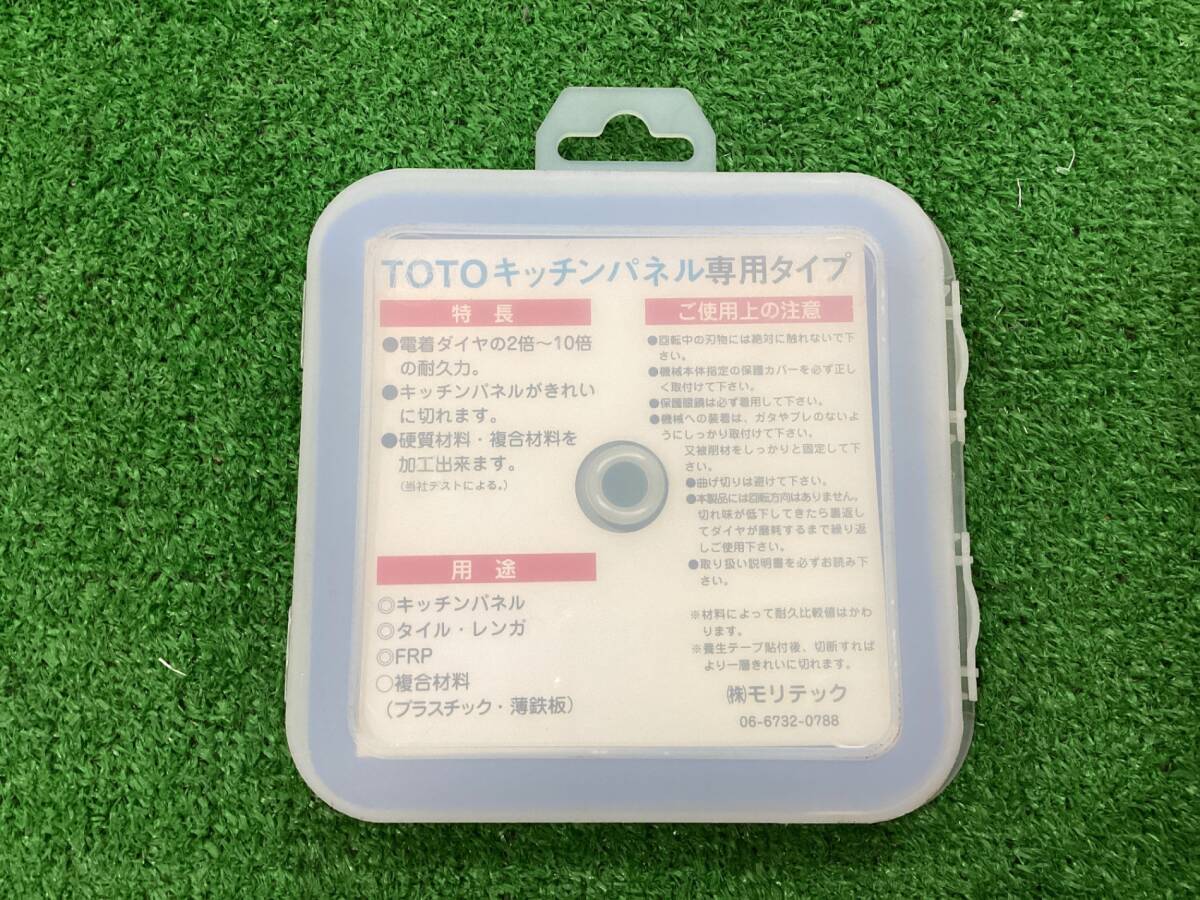 TOTOキッチンパネル専用タイプ
特 長
●電着ダイヤの2倍〜10倍
の耐久力。
●キッチンパネルがきれい
に切れます。
●硬質材料・複合材料を
加工出来ます。
(当社テストによる。)
用 途
◎キッチンパネル
◎タイル・レンガ
◎FRP
○複合材料
(プラスチック・薄鉄板)
ご使用上の注意
●回転中の刃物には絶対に触れないで下
さい。
●機械本体指定の保護カバーを必ず正し
く取付けて下さい。
●保護眼鏡は必ず着用して下さい。
●機械への装着は、ガタやブレのないよ
うにしっかり取付けて下さい。
又被削材をしっかりと固定して下
さい。
●曲げ切りは避けて下さい。
●本製品には回転方向はありません。
切れ味が低下してきたら裏返し
てダイヤが磨耗するまで繰り返
しご使用下さい。
●取り扱い説明書を必ずお読み下
さい。
※材料によって耐久比較値はかわ
ります。
※養生テープ貼付後、切断すれば
より一層きれいに切れます。
㈱モリテック
06-6732-0788